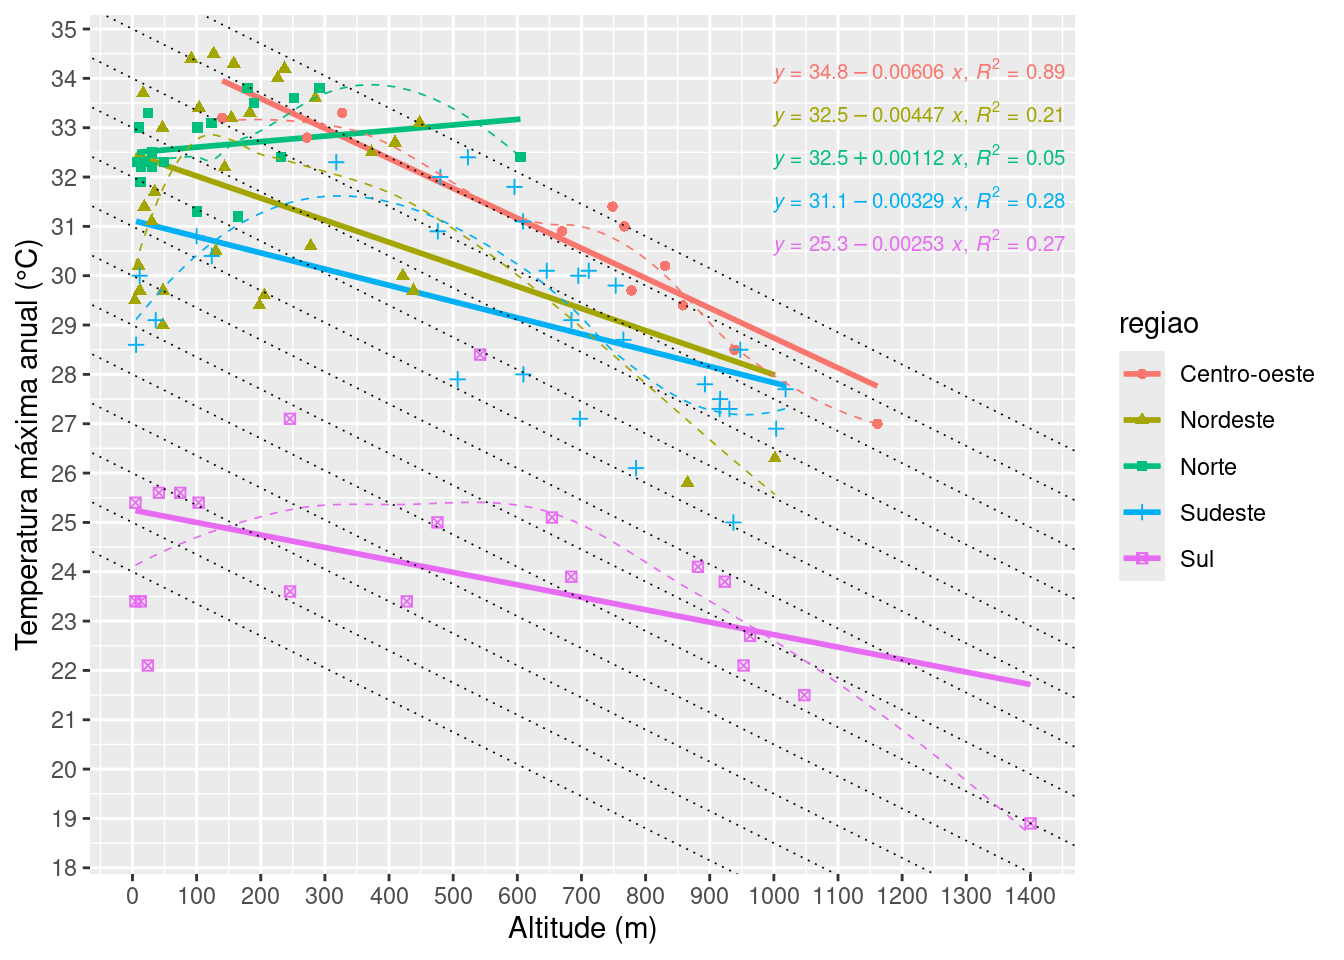 Temperatura máxima anual (°C)
35
34
33
32
31
30
29
28
27
26
25
24
23
22
21
20
19
18
y = 34.8 − 0.00606 x, R² = 0.89
y = 32.5 − 0.00447 x, R² = 0.21
y = 32.5 + 0.00112 x, R² = 0.05
y = 31.1 − 0.00329 x, R² = 0.28
y = 25.3 − 0.00253 x, R² = 0.27
0 100 200 300 400 500 600 700 800 900 1000 1100 1200 1300 1400
Altitude (m)
regiao
Centro-oeste
Nordeste
Norte
Sudeste
Sul